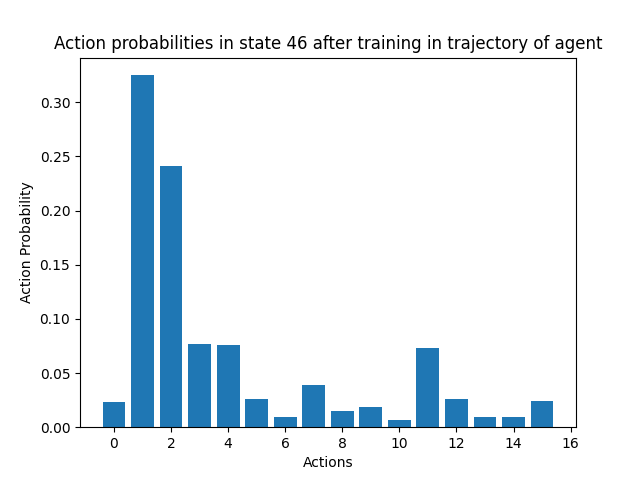 Action probabilities in state 46 after training in trajectory of agent
0.30
0.25
0.20
0.15
0.10
0.05
0.00
Action Probability
0 2 4 6 8 10 12 14 16
Actions